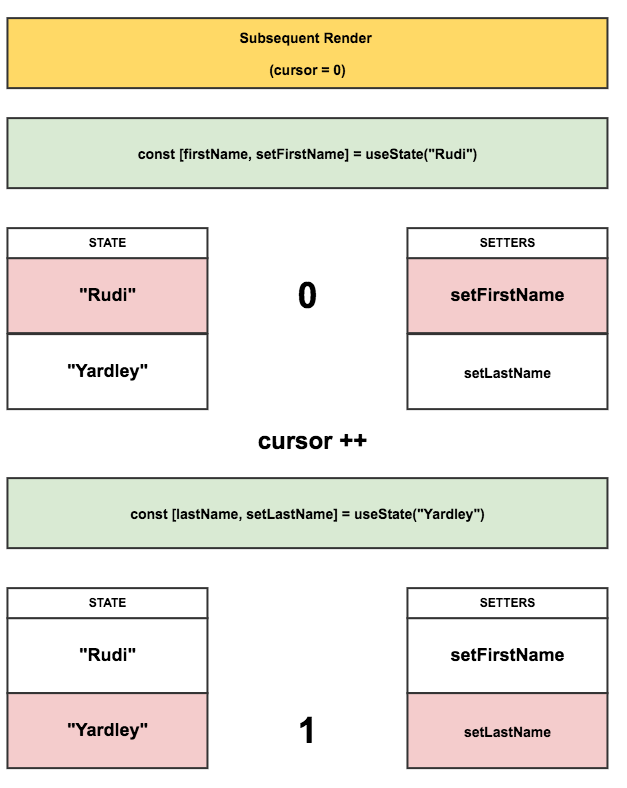 Subsequent Render
(cursor = 0)
const [firstName, setFirstName] = useState("Rudi")
STATE
SETTERS
"Rudi"
0
setFirstName
"Yardley"
setLastName
cursor ++
const [lastName, setLastName] = useState("Yardley")
STATE
SETTERS
"Rudi"
setFirstName
"Yardley"
1
setLastName